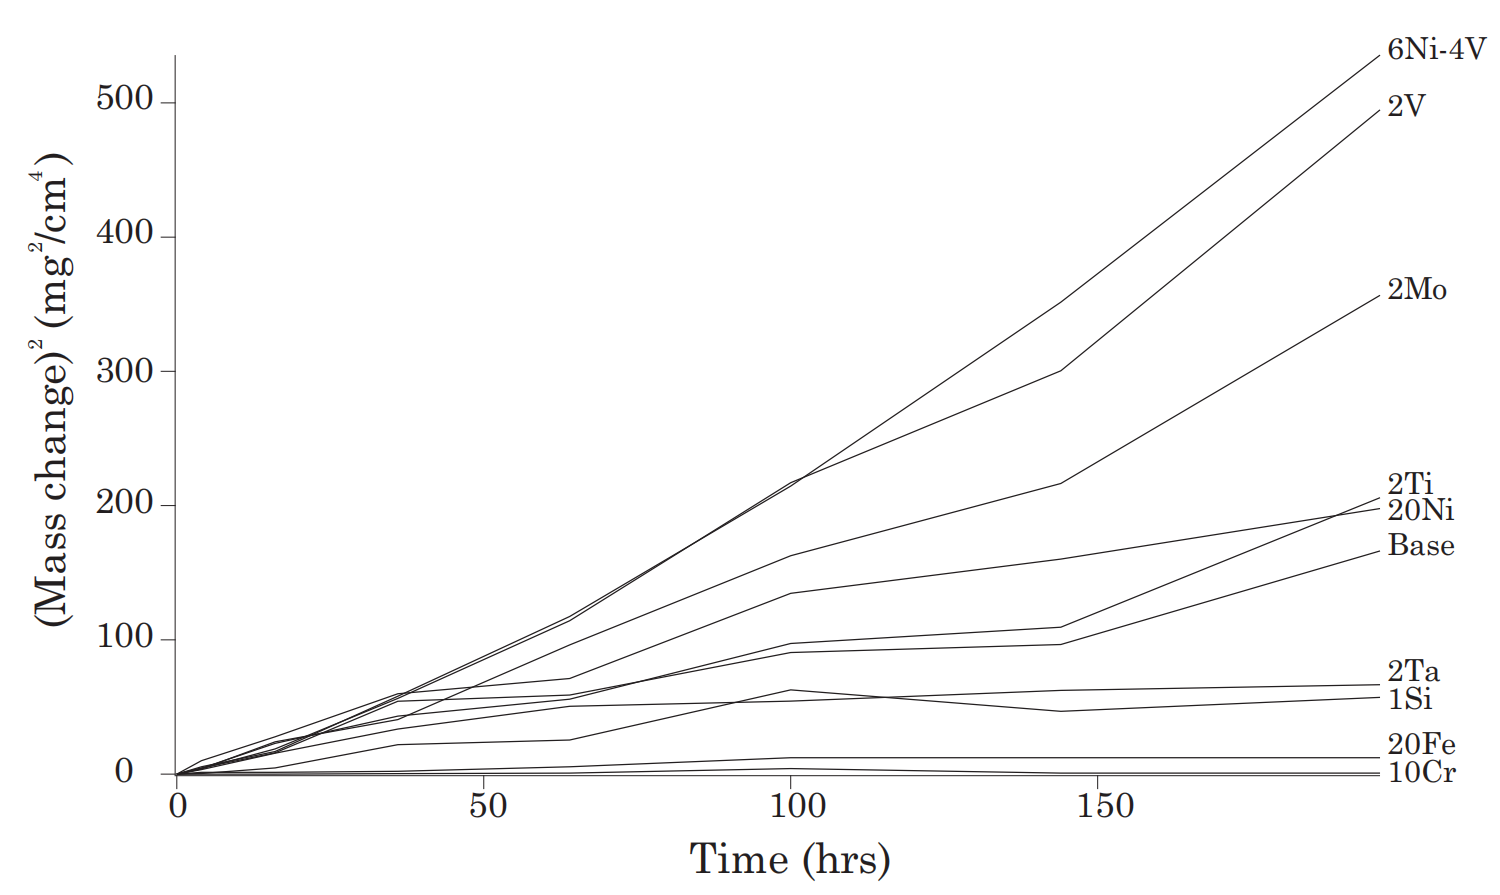 (Mass change)² (mg²/cm⁴)
500
400
300
200
100
0
0 50 100 150
Time (hrs)
6Ni-4V
2V
2Mo
2Ti
20Ni
Base
2Ta
1Si
20Fe
10Cr